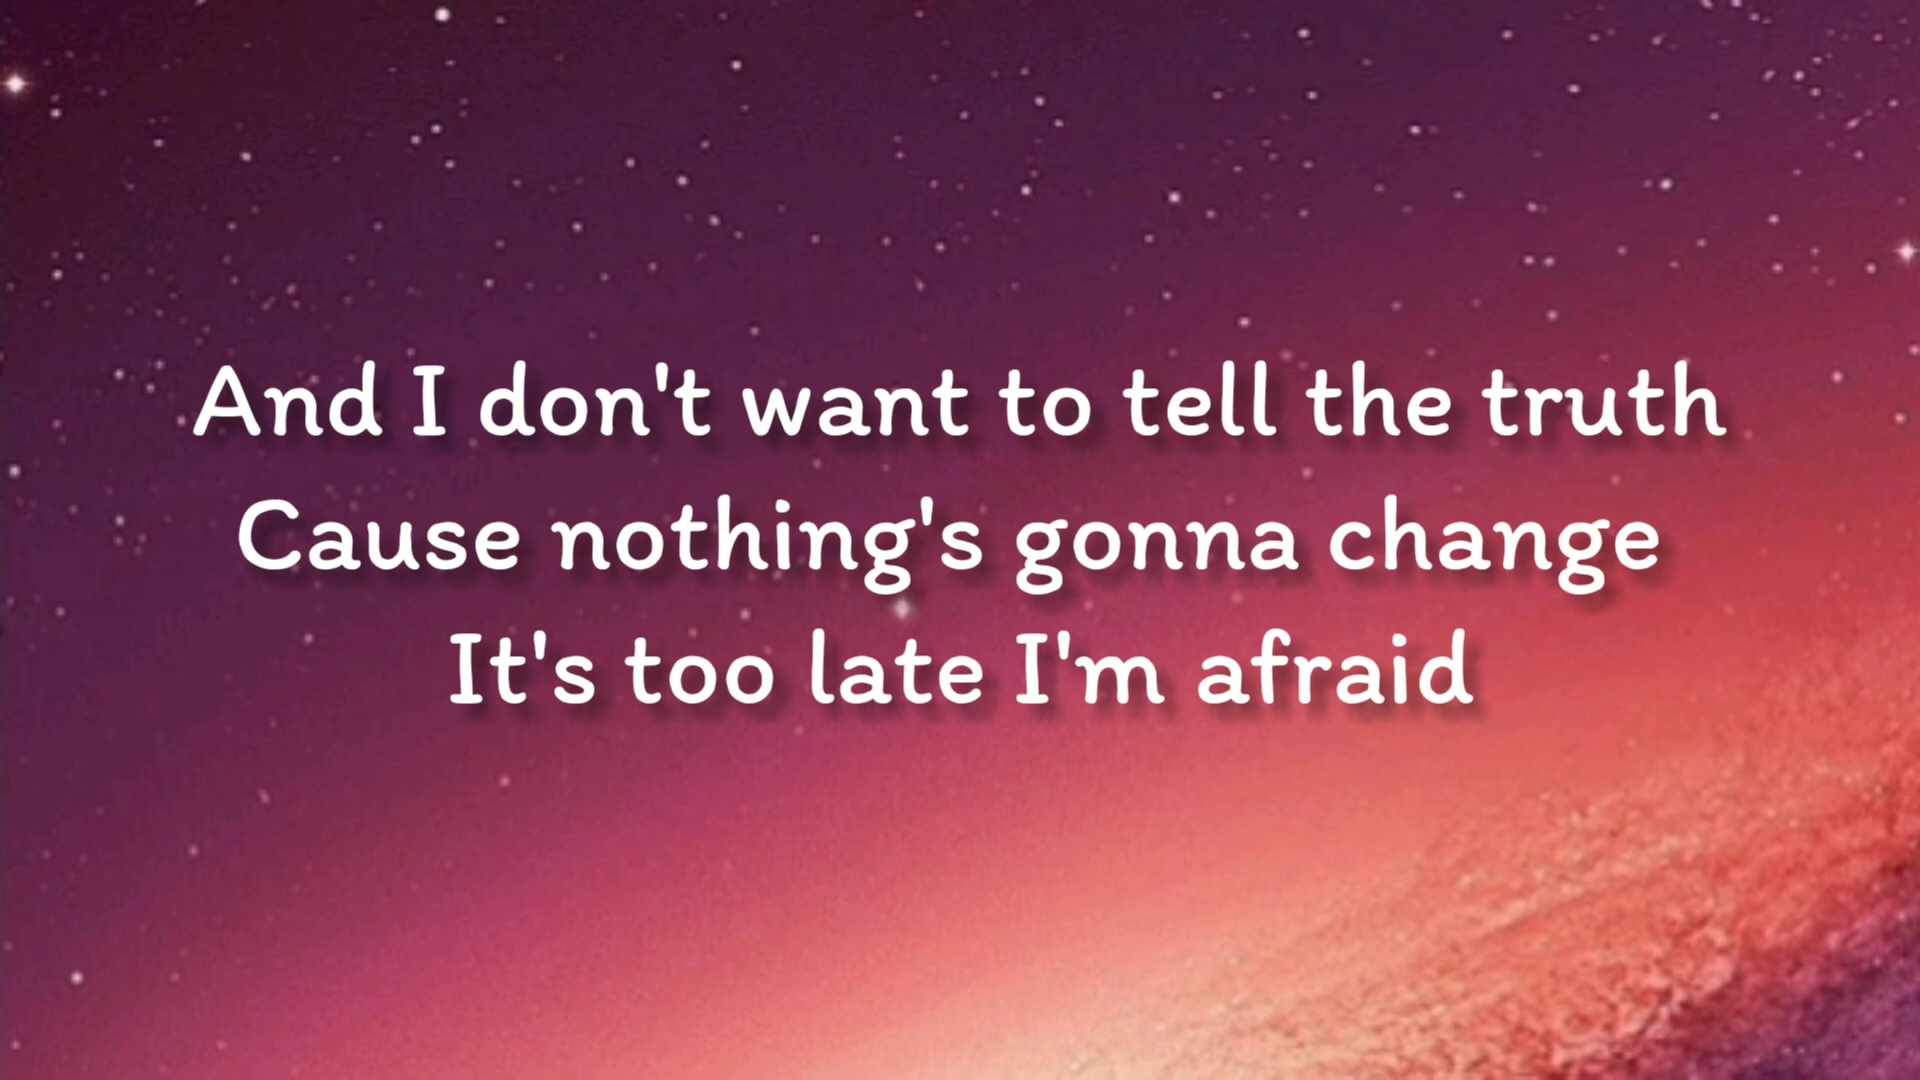 And I don't want to tell the truth
Cause nothing's gonna change
It's too late I'm afraid